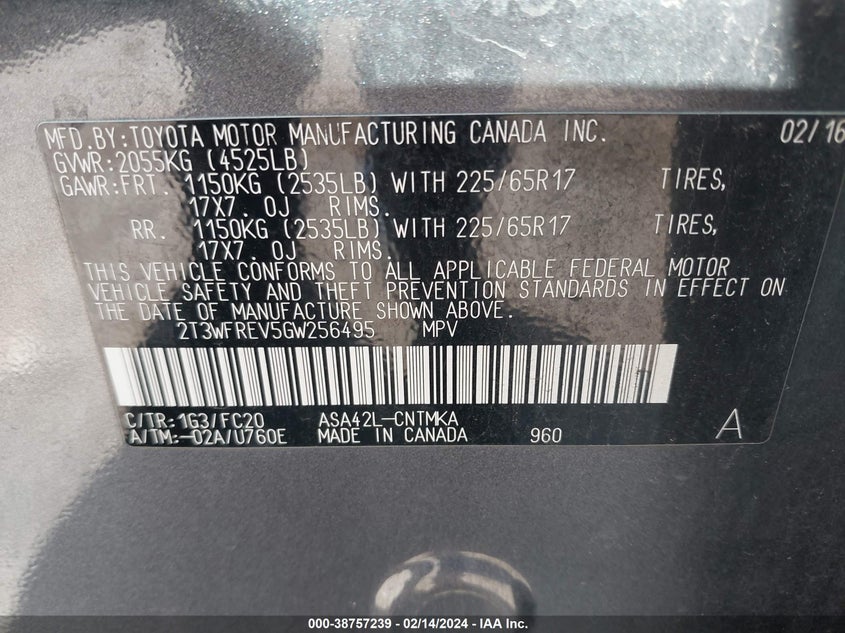 MFD.BY:TOYOTA MOTOR MANUFACTURING CANADA INC. 02/16
GVWR:2055KG (4525LB)
GAWR:FRT. 1150KG (2535LB) WITH 225/65R17 TIRES,
17X7.0J RIMS.
RR. 1150KG (2535LB) WITH 225/65R17 TIRES,
17X7.0J RIMS.
THIS VEHICLE CONFORMS TO ALL APPLICABLE FEDERAL MOTOR
VEHICLE SAFETY AND THEFT PREVENTION STANDARDS IN EFFECT ON
THE DATE OF MANUFACTURE SHOWN ABOVE.
2T3WFREV5GW256495 MPV
C/TR:1G3/FC20 ASA42L-CNTMKA
A/TM:-02A/U760E MADE IN CANADA 960 A
000-38757239 - 02/14/2024 - IAA Inc.